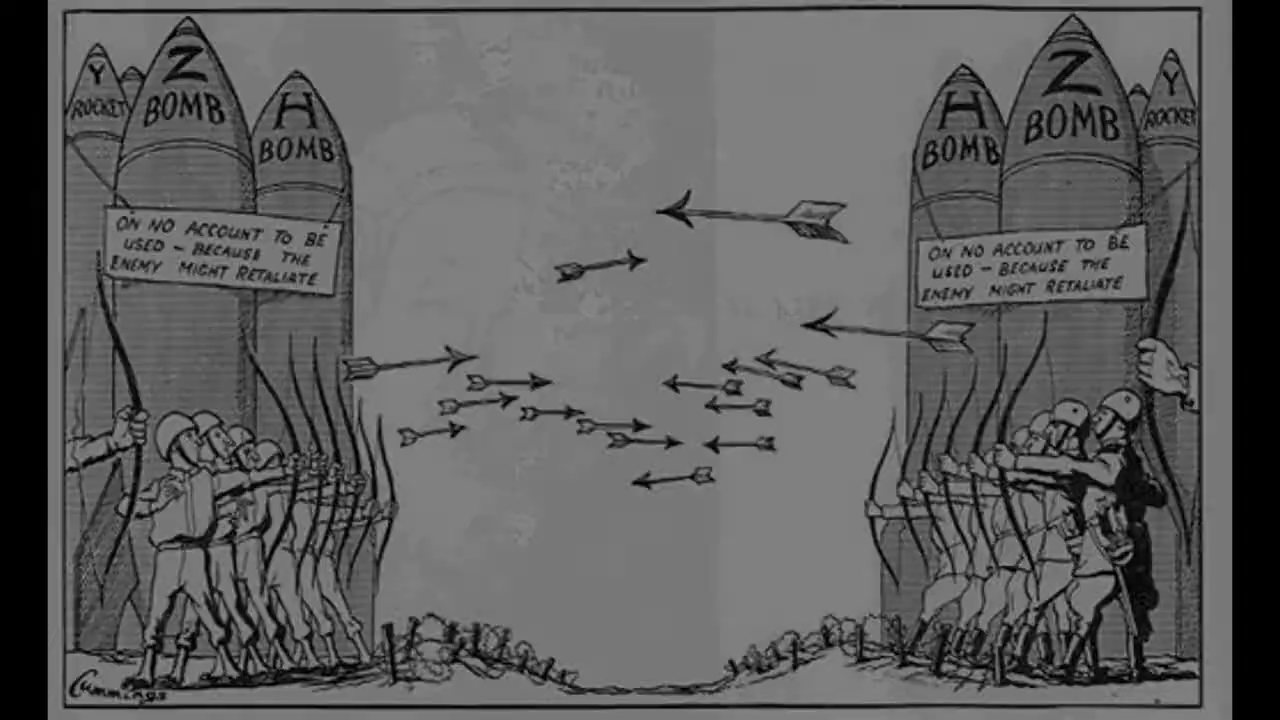 Y
ROCKET
Z
BOMB
H
BOMB
ON NO ACCOUNT TO BE
USED - BECAUSE THE
ENEMY MIGHT RETALIATE
H
BOMB
Z
BOMB
Y
ROCKET
ON NO ACCOUNT TO BE
USED - BECAUSE THE
ENEMY MIGHT RETALIATE
Cummings